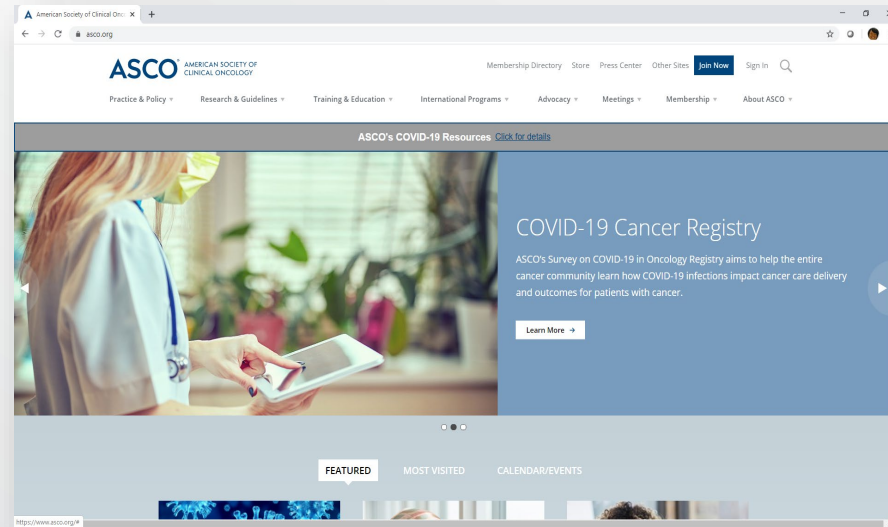 American Society of Clinical Onc
asco.org
ASCO® AMERICAN SOCIETY OF
CLINICAL ONCOLOGY
Membership Directory Store Press Center Other Sites Join Now Sign In
Practice & Policy Research & Guidelines Training & Education International Programs Advocacy Meetings Membership About ASCO
ASCO's COVID-19 Resources Click for details
COVID-19 Cancer Registry
ASCO's Survey on COVID-19 in Oncology Registry aims to help the entire
cancer community learn how COVID-19 infections impact cancer care delivery
and outcomes for patients with cancer.
Learn More
FEATURED MOST VISITED CALENDAR/EVENTS
https://www.asco.org/#